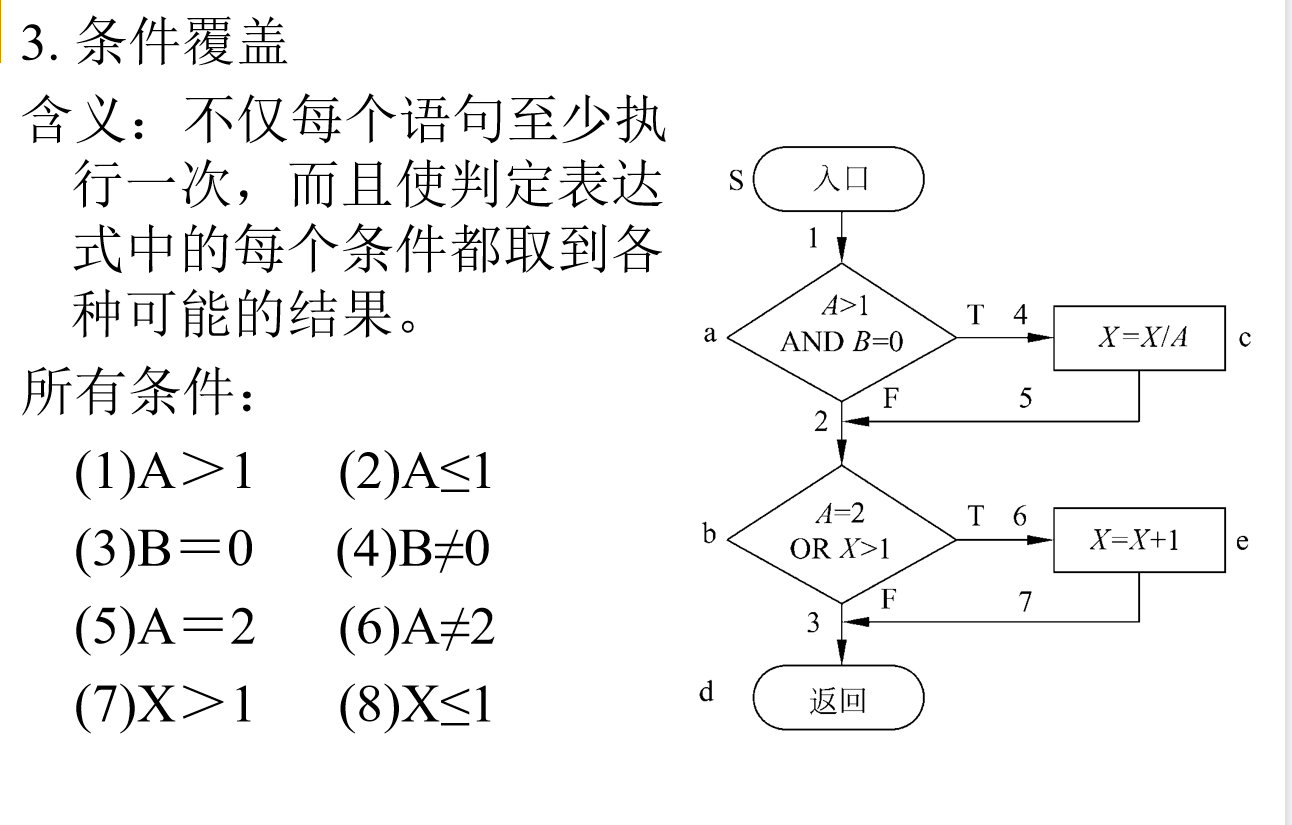 3. 条件覆盖
含义：不仅每个语句至少执
行一次，而且使判定表达
式中的每个条件都取到各
种可能的结果。
所有条件：
(1)A＞1 (2)A≤1
(3)B＝0 (4)B≠0
(5)A＝2 (6)A≠2
(7)X＞1 (8)X≤1
S 入口
1
a
A>1
AND B=0
T 4
X=X/A
c
F 5
2
b
A=2
OR X>1
T 6
X=X+1
e
F 7
3
d 返回